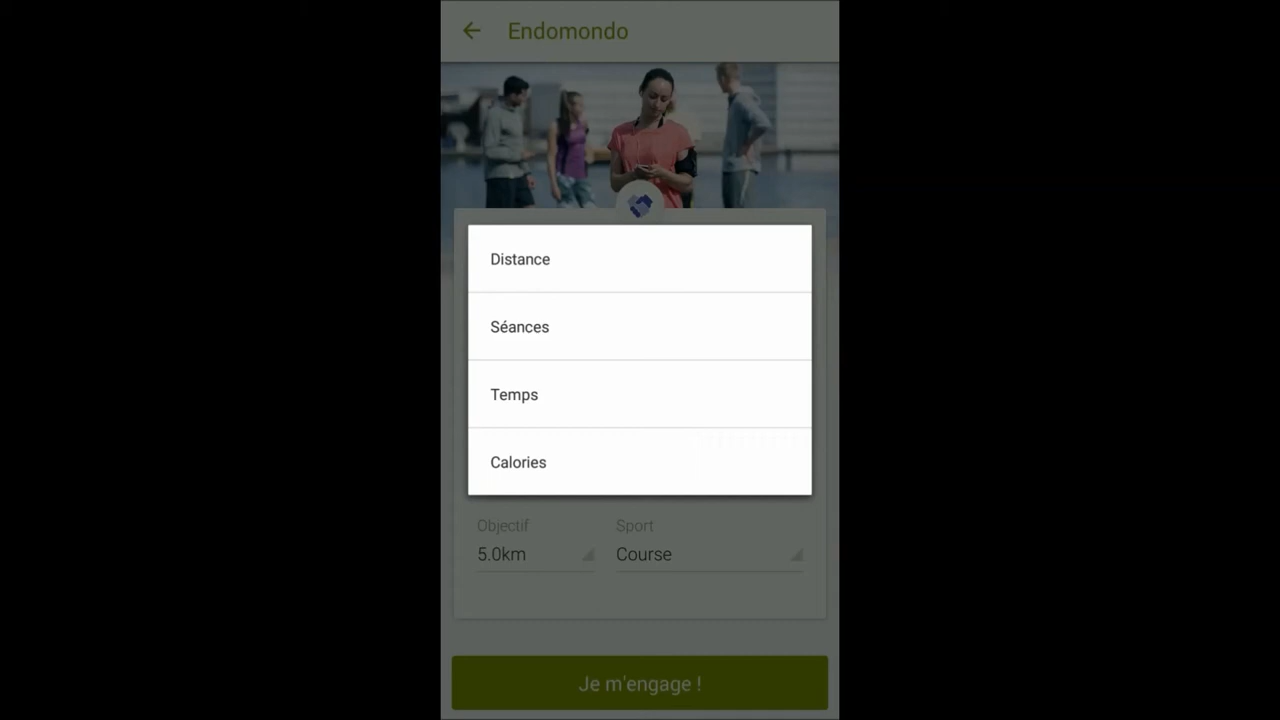 Endomondo
Distance
Séances
Temps
Calories
Objectif Sport
5.0km Course
Je m'engage !